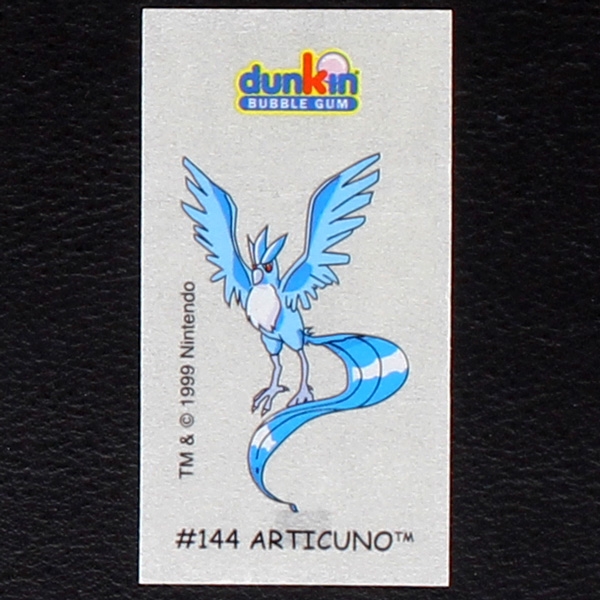 dunkin
BUBBLE GUM
TM & © 1999 Nintendo
#144 ARTICUNO™